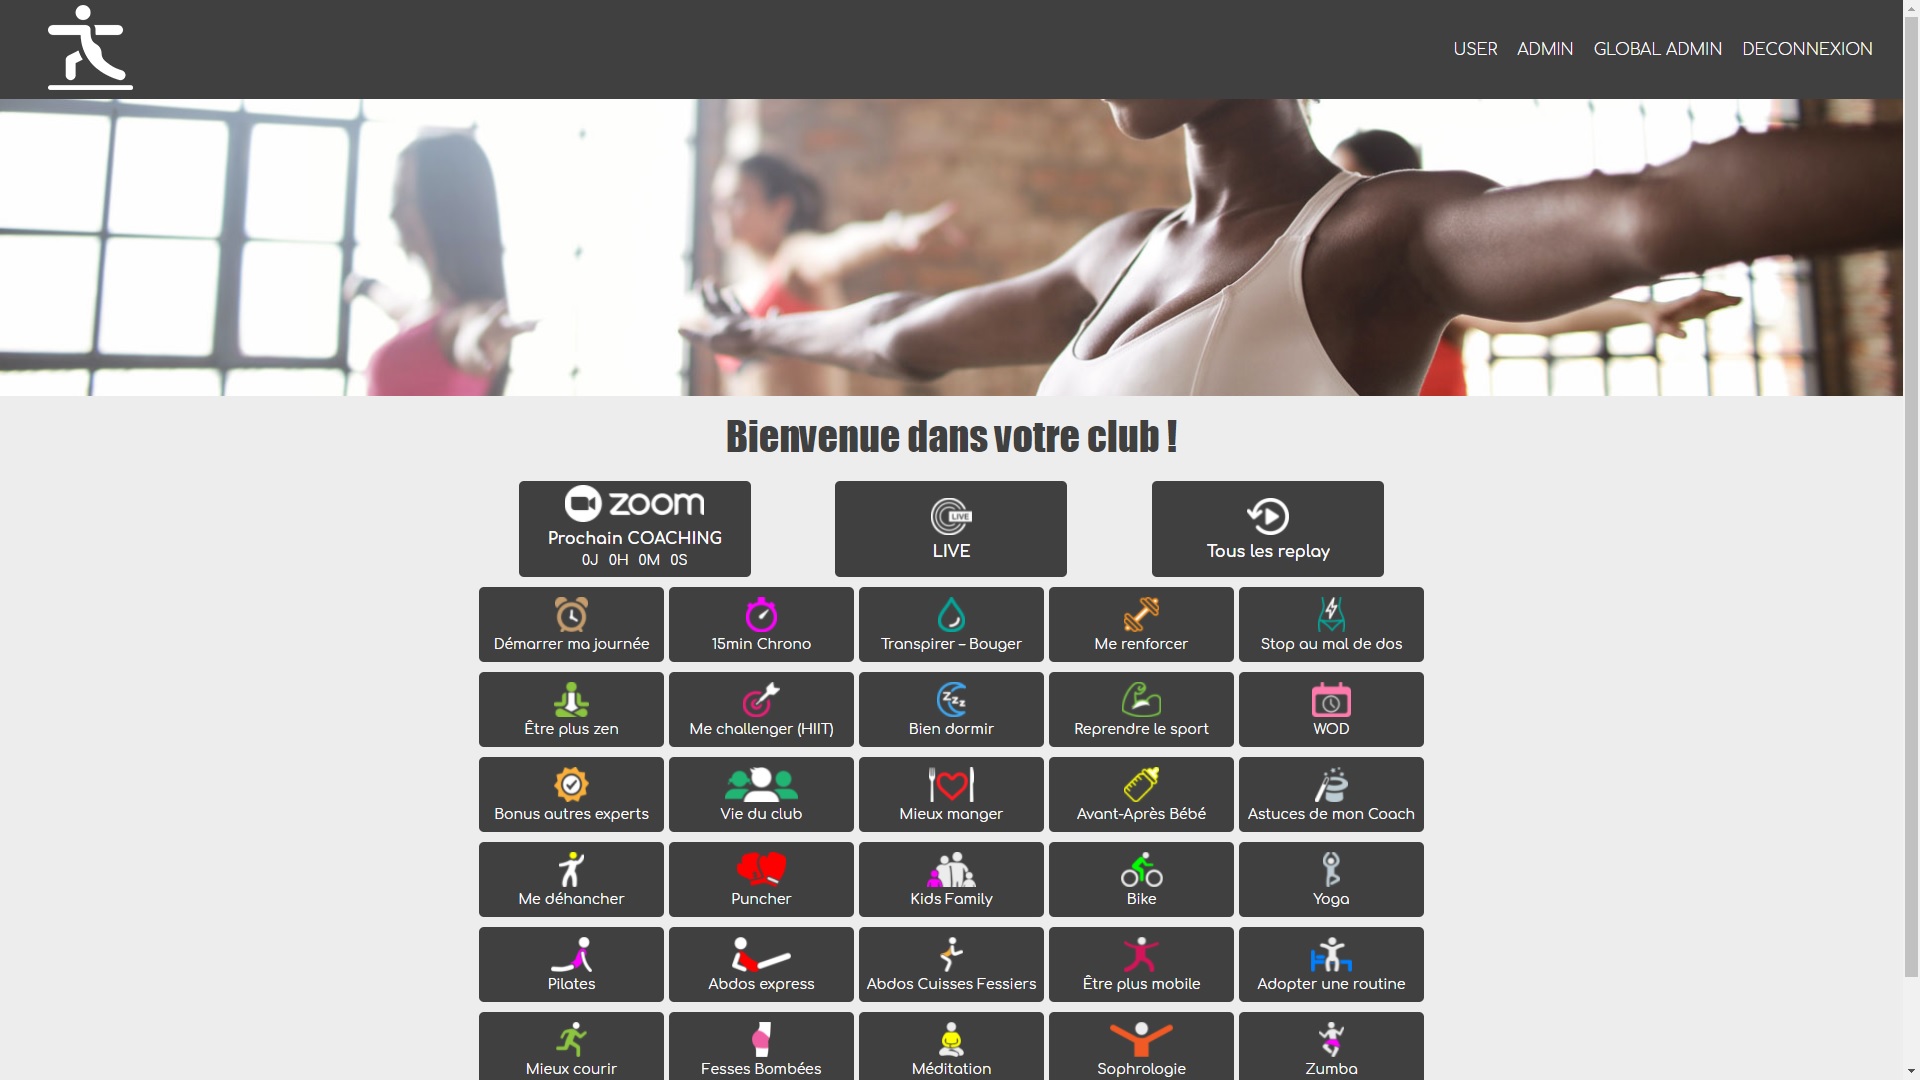 USER ADMIN GLOBAL ADMIN DECONNEXION
Bienvenue dans votre club !
zoom
Prochain COACHING
0J 0H 0M 0S
LIVE
LIVE
Tous les replay
Démarrer ma journée
15min Chrono
Transpirer – Bouger
Me renforcer
Stop au mal de dos
Être plus zen
Me challenger (HIIT)
zzz
Bien dormir
Reprendre le sport
WOD
Bonus autres experts
Vie du club
Mieux manger
Avant-Après Bébé
Astuces de mon Coach
Me déhancher
Puncher
Kids Family
Bike
Yoga
Pilates
Abdos express
Abdos Cuisses Fessiers
Être plus mobile
Adopter une routine
Mieux courir
Fesses Bombées
Méditation
Sophrologie
Zumba